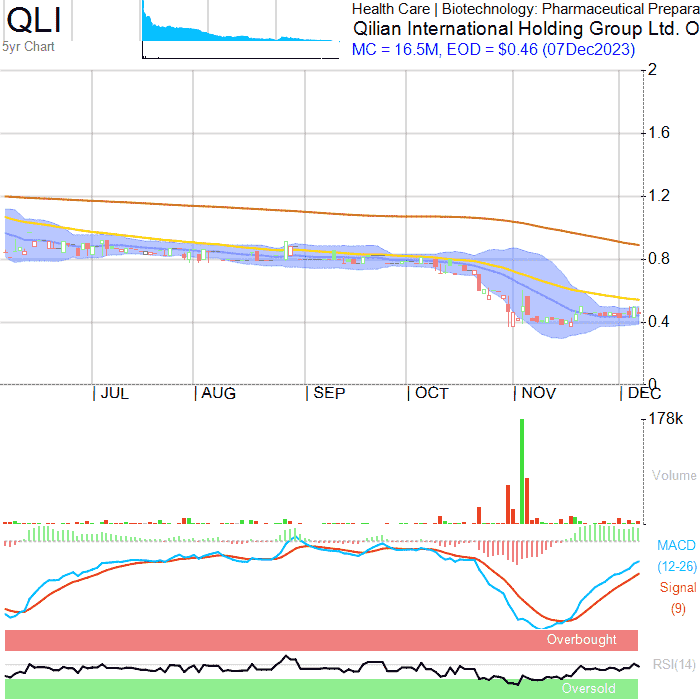 QLI
5yr Chart
Health Care | Biotechnology: Pharmaceutical Prepara
Qilian International Holding Group Ltd. O
MC = 16.5M, EOD = $0.46 (07Dec2023)
2
1.6
1.2
0.8
0.4
0
| JUL | AUG | SEP | OCT | NOV | DEC
178k
Volume
MACD
(12-26)
Signal
(9)
Overbought
RSI(14)
Oversold